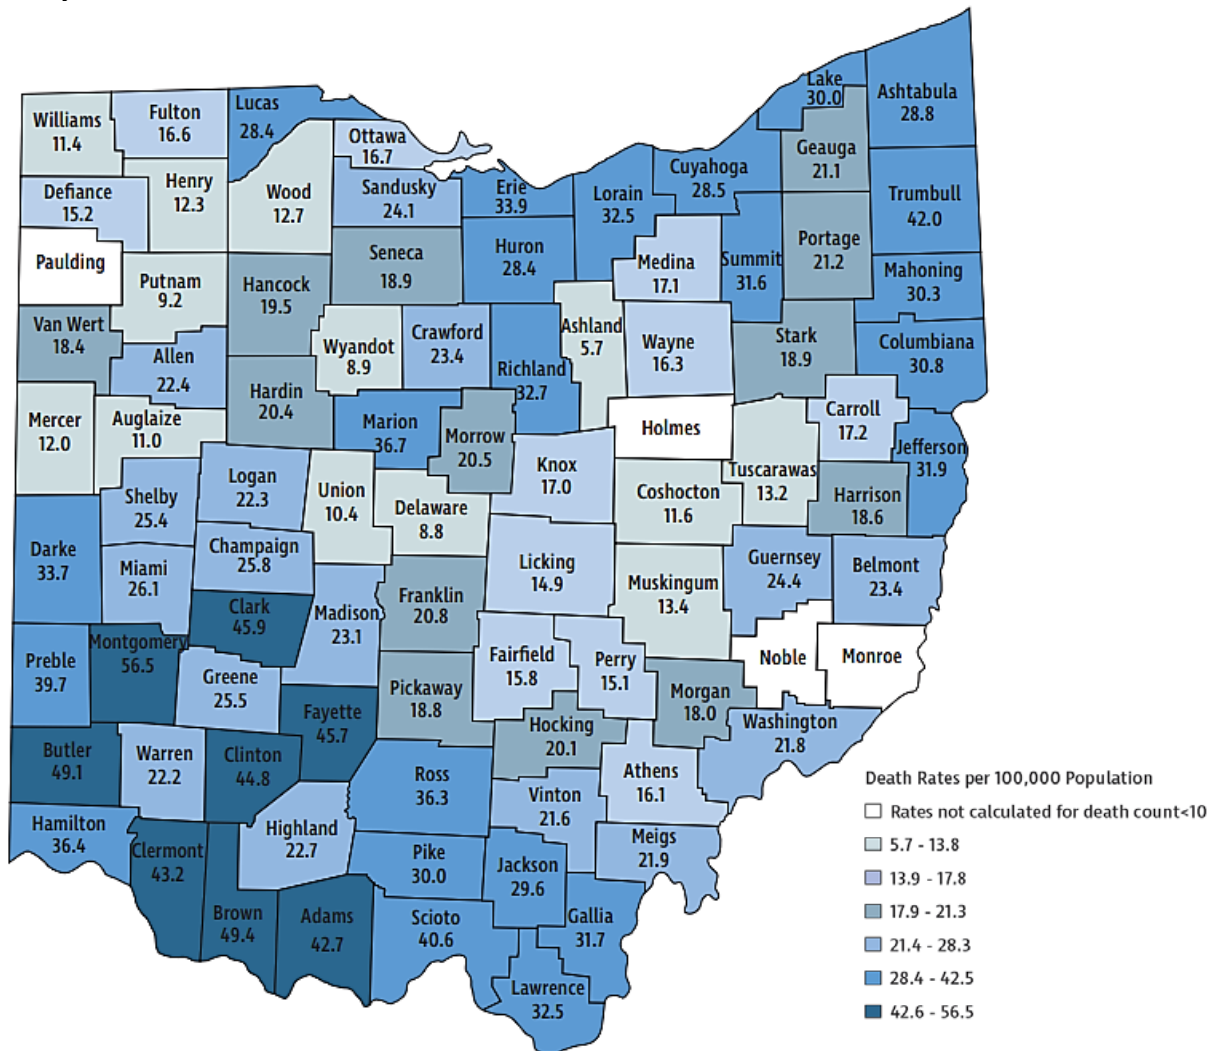 Lake
30.0
Ashtabula
28.8
Williams
11.4
Fulton
16.6
Lucas
28.4
Ottawa
16.7
Geauga
21.1
Cuyahoga
28.5
Defiance
15.2
Henry
12.3
Wood
12.7
Sandusky
24.1
Erie
33.9
Lorain
32.5
Trumbull
42.0
Paulding
Putnam
9.2
Hancock
19.5
Seneca
18.9
Huron
28.4
Medina
17.1
Summit
31.6
Portage
21.2
Mahoning
30.3
Van Wert
18.4
Allen
22.4
Wyandot
8.9
Crawford
23.4
Richland
32.7
Ashland
5.7
Wayne
16.3
Stark
18.9
Columbiana
30.8
Mercer
12.0
Auglaize
11.0
Hardin
20.4
Marion
36.7
Morrow
20.5
Holmes
Carroll
17.2
Jefferson
31.9
Knox
17.0
Tuscarawas
13.2
Harrison
18.6
Coshocton
11.6
Shelby
25.4
Logan
22.3
Union
10.4
Delaware
8.8
Darke
33.7
Miami
26.1
Champaign
25.8
Licking
14.9
Muskingum
13.4
Guernsey
24.4
Belmont
23.4
Clark
45.9
Madison
23.1
Franklin
20.8
Preble
39.7
Montgomery
56.5
Greene
25.5
Fairfield
15.8
Perry
15.1
Noble
Monroe
Fayette
45.7
Pickaway
18.8
Morgan
18.0
Hocking
20.1
Washington
21.8
Butler
49.1
Warren
22.2
Clinton
44.8
Ross
36.3
Athens
16.1
Vinton
21.6
Death Rates per 100,000 Population
Rates not calculated for death count<10
5.7 - 13.8
13.9 - 17.8
17.9 - 21.3
21.4 - 28.3
28.4 - 42.5
42.6 - 56.5
Hamilton
36.4
Clermont
43.2
Highland
22.7
Pike
30.0
Jackson
29.6
Meigs
21.9
Brown
49.4
Adams
42.7
Scioto
40.6
Gallia
31.7
Lawrence
32.5